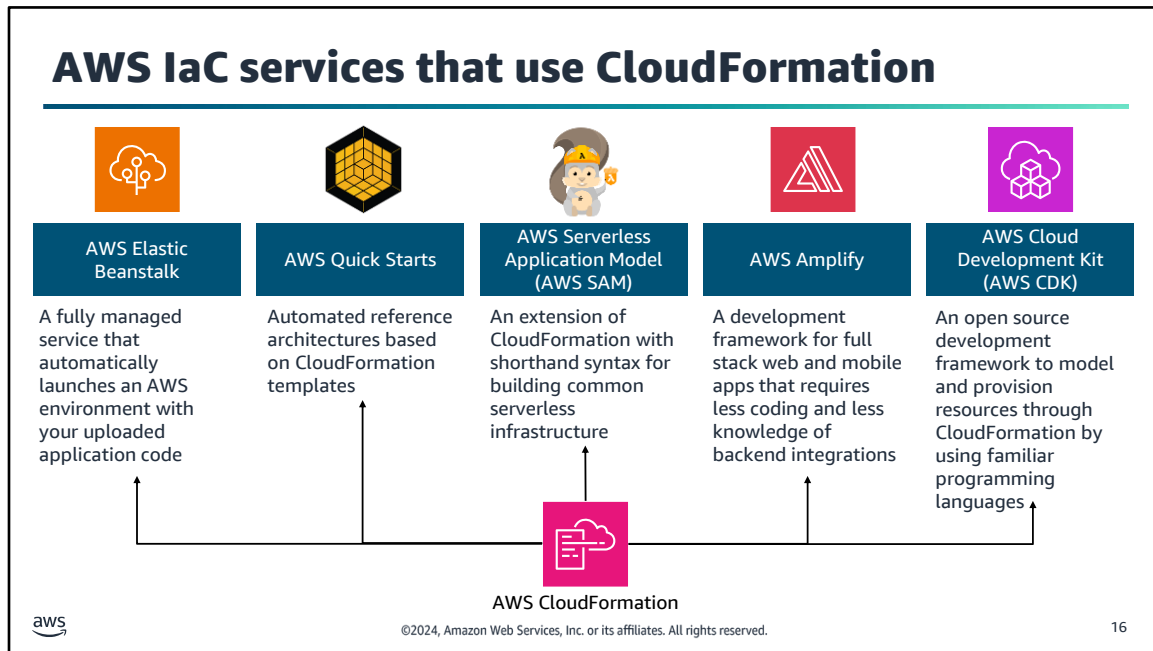 AWS IaC services that use CloudFormation
AWS Elastic
Beanstalk
A fully managed
service that
automatically
launches an AWS
environment with
your uploaded
application code
AWS Quick Starts
Automated reference
architectures based
on CloudFormation
templates
AWS Serverless
Application Model
(AWS SAM)
An extension of
CloudFormation with
shorthand syntax for
building common
serverless
infrastructure
AWS Amplify
A development
framework for full
stack web and mobile
apps that requires
less coding and less
knowledge of
backend integrations
AWS Cloud
Development Kit
(AWS CDK)
An open source
development
framework to model
and provision
resources through
CloudFormation by
using familiar
programming
languages
AWS CloudFormation
aws
©2024, Amazon Web Services, Inc. or its affiliates. All rights reserved.
16